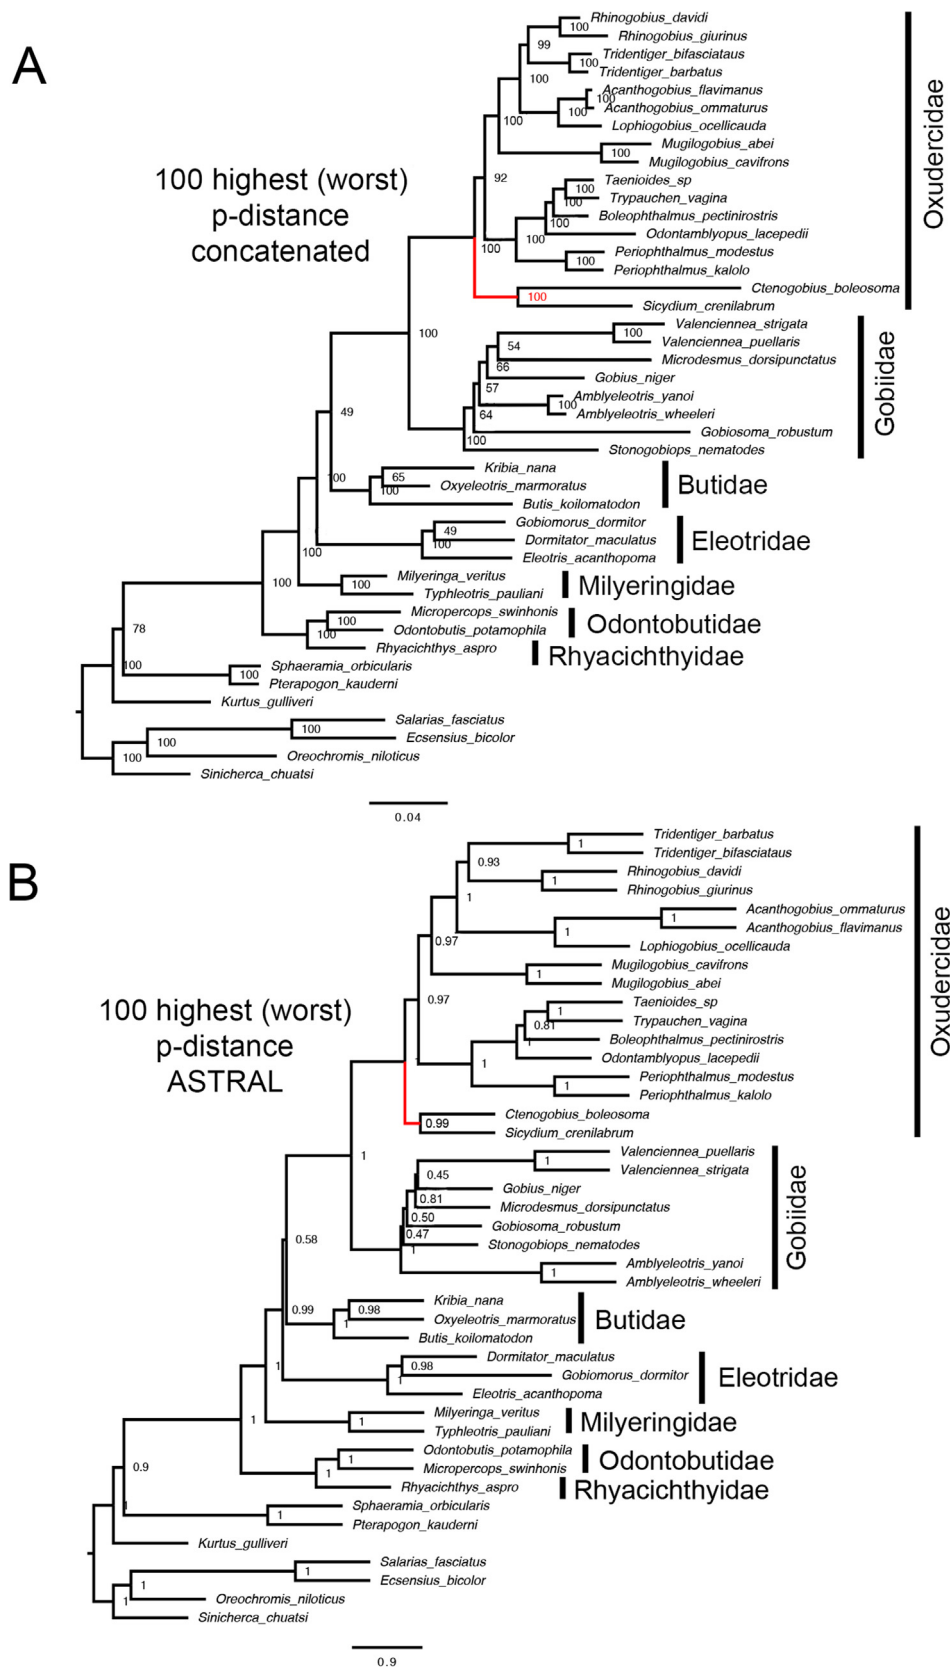 A
100 highest (worst)
p-distance
concatenated
Rhinogobius_davidi
100
Rhinogobius_giurinus
99
Tridentiger_bifasciataus
100
Tridentiger_barbatus
100
Acanthogobius_flavimanus
100
Acanthogobius_ommaturus
100
Lophiogobius_ocellicauda
100
Mugilogobius_abei
100
Mugilogobius_cavifrons
92
Taenioides_sp
100
Trypauchen_vagina
100
Boleophthalmus_pectinirostris
100
Odontamblyopus_lacepedii
100
100
Periophthalmus_modestus
100
Periophthalmus_kalolo
Ctenogobius_boleosoma
100
Sicydium_crenilabrum
Oxudercidae
Valenciennea_strigata
100
100
Valenciennea_puellaris
54
Microdesmus_dorsipunctatus
66
Gobius_niger
57
Amblyeleotris_yanoi
100
Amblyeleotris_wheeleri
64
Gobiosoma_robustum
100
Stonogobiops_nematodes
Gobiidae
49
Kribia_nana
65
100
Oxyeleotris_marmoratus
100
Butis_koilomatodon
Butidae
Gobiomorus_dormitor
49
Dormitator_maculatus
100
100
Eleotris_acanthopoma
Eleotridae
Milyeringa_veritus
100
100
Typhleotris_pauliani
Milyeringidae
Micropercops_swinhonis
100
Odontobutis_potamophila
100
Odontobutidae
Rhyacichthys_aspro
Rhyacichthyidae
78
Sphaeramia_orbicularis
100
100
Pterapogon_kauderni
Kurtus_gulliveri
Salarias_fasciatus
100
Ecsensius_bicolor
100
Oreochromis_niloticus
100
Sinicherca_chuatsi
0.04
B
100 highest (worst)
p-distance
ASTRAL
Tridentiger_barbatus
1
Tridentiger_bifasciataus
0.93
Rhinogobius_davidi
1
Rhinogobius_giurinus
1
Acanthogobius_ommaturus
1
Acanthogobius_flavimanus
1
Lophiogobius_ocellicauda
0.97
Mugilogobius_cavifrons
1
Mugilogobius_abei
0.97
Taenioides_sp
1
Trypauchen_vagina
0.81
Boleophthalmus_pectinirostris
1
Odontamblyopus_lacepedii
1
1
Periophthalmus_modestus
1
Periophthalmus_kalolo
Ctenogobius_boleosoma
0.99
Sicydium_crenilabrum
Oxudercidae
1
Valenciennea_puellaris
1
Valenciennea_strigata
0.45
Gobius_niger
0.81
Microdesmus_dorsipunctatus
0.50
Gobiosoma_robustum
0.47
Stonogobiops_nematodes
1
Amblyeleotris_yanoi
1
Amblyeleotris_wheeleri
Gobiidae
0.58
Kribia_nana
0.98
0.99
Oxyeleotris_marmoratus
1
Butis_koilomatodon
Butidae
Dormitator_maculatus
0.98
1
Gobiomorus_dormitor
1
Eleotris_acanthopoma
Eleotridae
Milyeringa_veritus
1
1
Typhleotris_pauliani
Milyeringidae
Odontobutis_potamophila
1
Micropercops_swinhonis
1
Odontobutidae
Rhyacichthys_aspro
Rhyacichthyidae
0.9
Sphaeramia_orbicularis
1
1
Pterapogon_kauderni
Kurtus_gulliveri
Salarias_fasciatus
1
Ecsensius_bicolor
1
Oreochromis_niloticus
1
Sinicherca_chuatsi
0.9